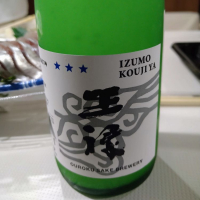 ★★★
IZUMO
KOUJI YA
王祿
OUROKU SAKE BREWERY